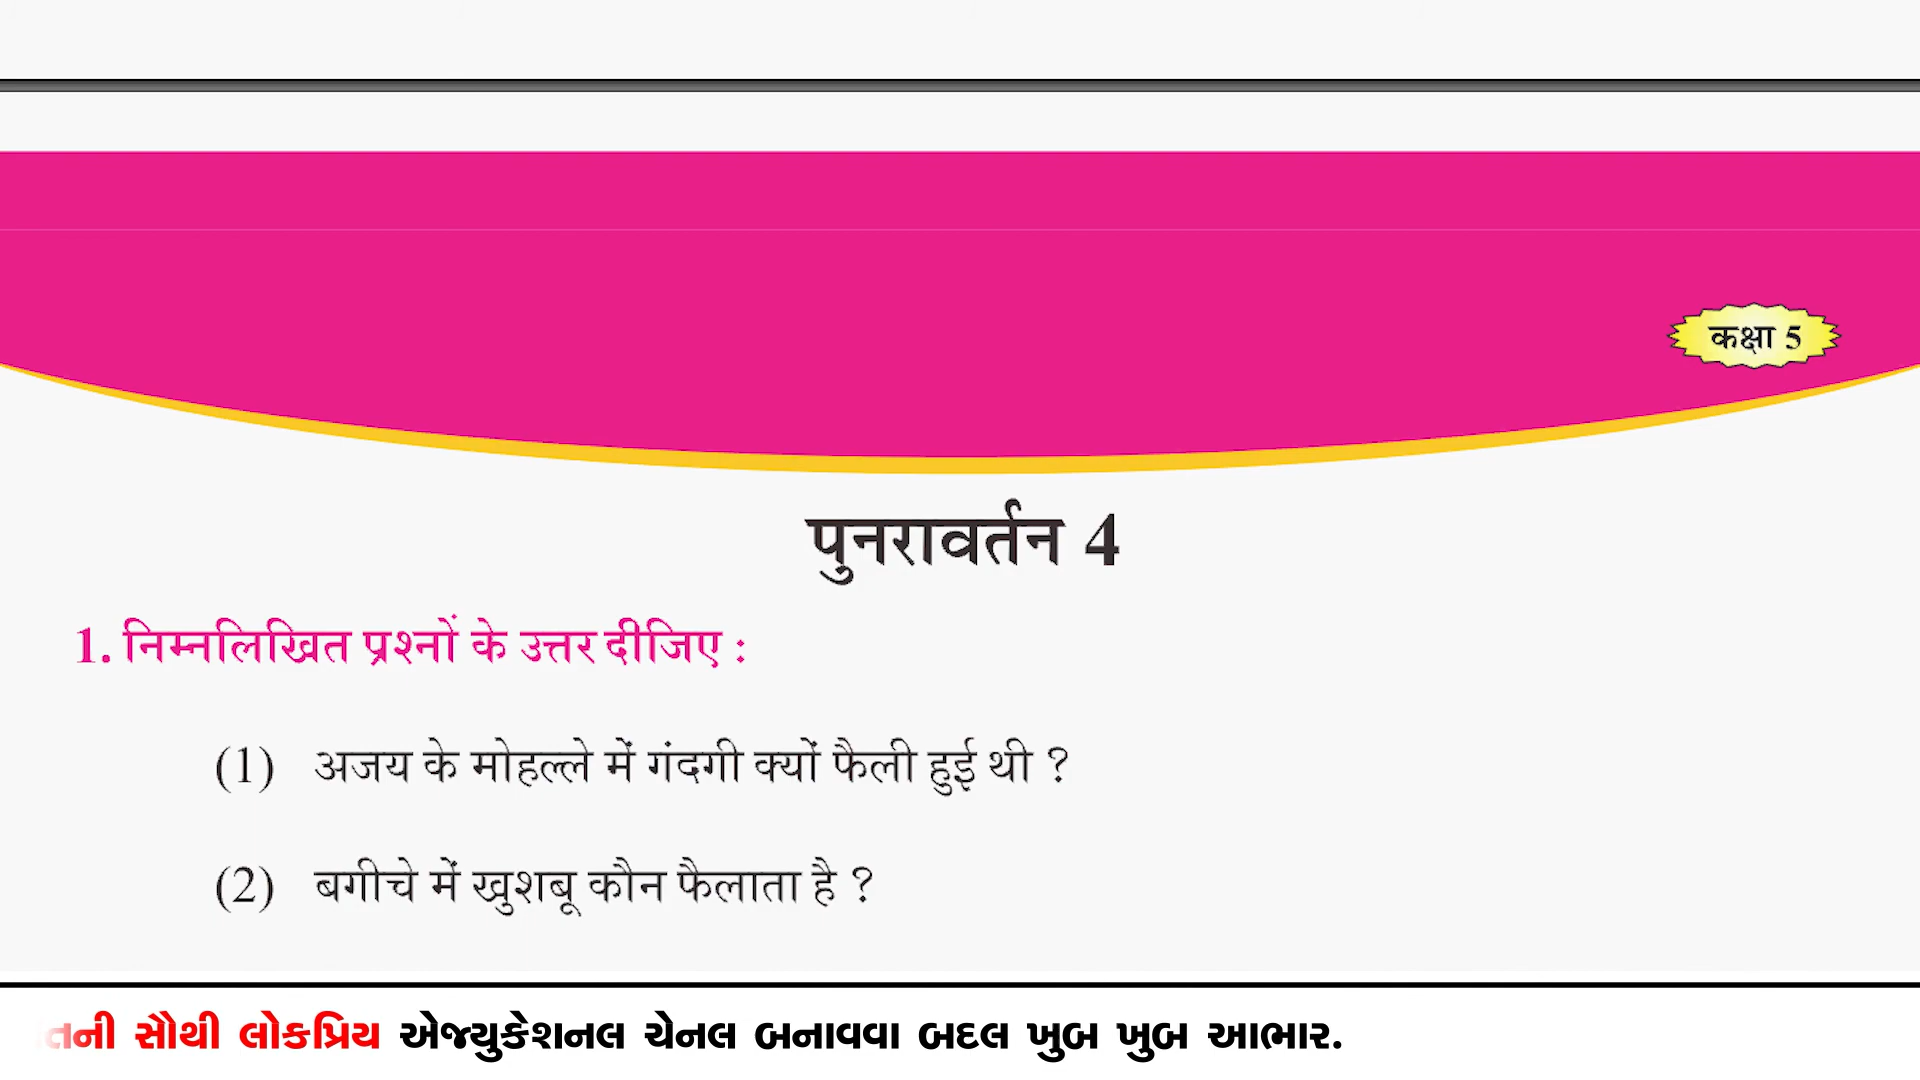 कक्षा 5
पुनरावर्तन 4
1. निम्नलिखित प्रश्नों के उत्तर दीजिए :
(1) अजय के मोहल्ले में गंदगी क्यों फैली हुई थी ?
(2) बगीचे में खुशबू कौन फैलाता है ?
સૌથી લોકપ્રિય એજ્યુકેશનલ ચેનલ બનાવવા બદલ ખુબ ખુબ આભાર.